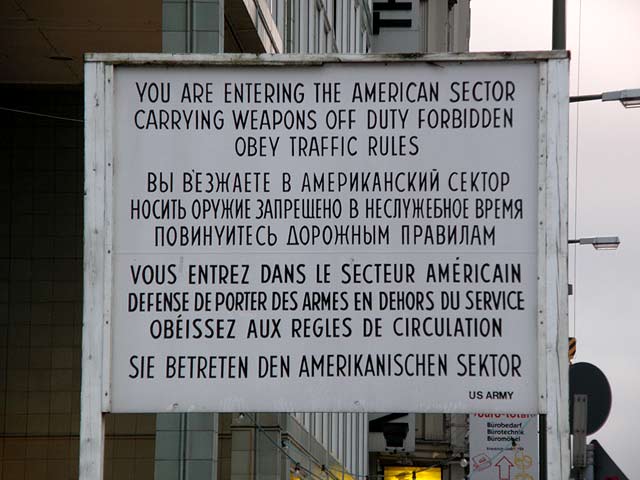 YOU ARE ENTERING THE AMERICAN SECTOR
CARRYING WEAPONS OFF DUTY FORBIDDEN
OBEY TRAFFIC RULES
ВЫ ВЪЕЗЖАЕТЕ В АМЕРИКАНСКИЙ СЕКТОР
НОСИТЬ ОРУЖИЕ ЗАПРЕЩЕНО В НЕСЛУЖЕБНОЕ ВРЕМЯ
ПОВИНУИТЕСЬ ДОРОЖНЫМ ПРАВИЛАМ
VOUS ENTREZ DANS LE SECTEUR AMÉRICAIN
DEFENSE DE PORTER DES ARMES EN DEHORS DU SERVICE
OBÉISSEZ AUX REGLES DE CIRCULATION
SIE BETRETEN DEN AMERIKANISCHEN SEKTOR
US ARMY
Bürobedarf
Bürotechnik
Büromöbel